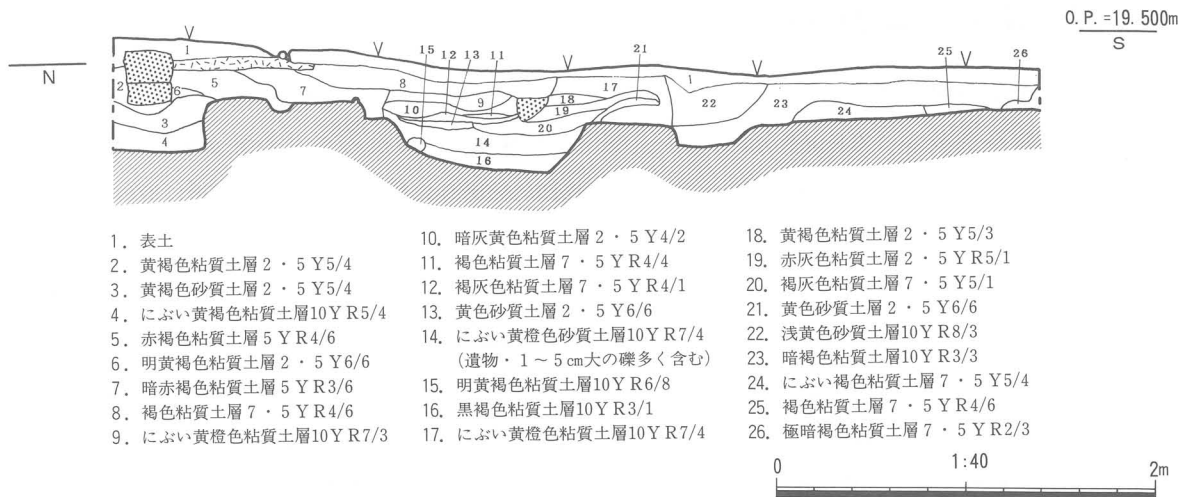 O.P.=19.500m
N
S
1
15
12
13
11
21
25
26
2
6
5
7
8
9
10
17
18
19
20
1
22
23
24
3
4
14
16
1. 表土
2. 黄褐色粘質土層2・5Y5/4
3. 黄褐色砂質土層2・5Y5/4
4. にぶい黄褐色粘質土層10YR5/4
5. 赤褐色粘質土層5YR4/6
6. 明黄褐色粘質土層2・5Y6/6
7. 暗赤褐色粘質土層5YR3/6
8. 褐色粘質土層7・5YR4/6
9. にぶい黄橙色粘質土層10YR7/3
10. 暗灰黄色粘質土層2・5Y4/2
11. 褐色粘質土層7・5YR4/4
12. 褐灰色粘質土層7・5YR4/1
13. 黄色砂質土層2・5Y6/6
14. にぶい黄橙色砂質土層10YR7/4
(遺物・1~5㎝大の礫多く含む)
15. 明黄褐色粘質土層10YR6/8
16. 黒褐色粘質土層10YR3/1
17. にぶい黄橙色粘質土層10YR7/4
18. 黄褐色粘質土層2・5Y5/3
19. 赤灰色粘質土層2・5YR5/1
20. 褐灰色粘質土層7・5Y5/1
21. 黄色砂質土層2・5Y6/6
22. 浅黄色砂質土層10YR8/3
23. 暗褐色粘質土層10YR3/3
24. にぶい褐色粘質土層7・5Y5/4
25. 褐色粘質土層7・5YR4/6
26. 極暗褐色粘質土層7・5YR2/3
0 1:40 2m